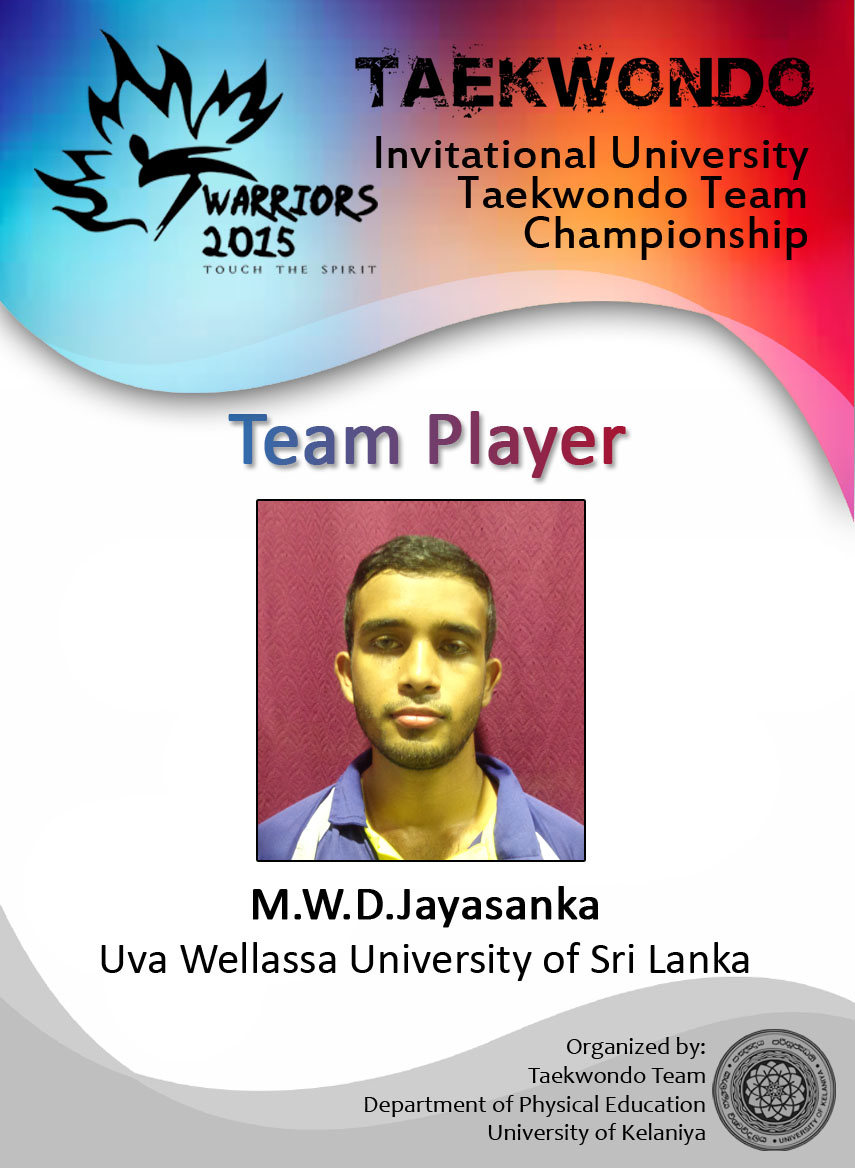 TAEKWONDO
Invitational University
Taekwondo Team
Championship
WARRIORS
2015
TOUCH THE SPIRIT
Team Player
M.W.D.Jayasanka
Uva Wellassa University of Sri Lanka
Organized by:
Taekwondo Team
Department of Physical Education
University of Kelaniya
UNIVERSITY OF KELANIYA